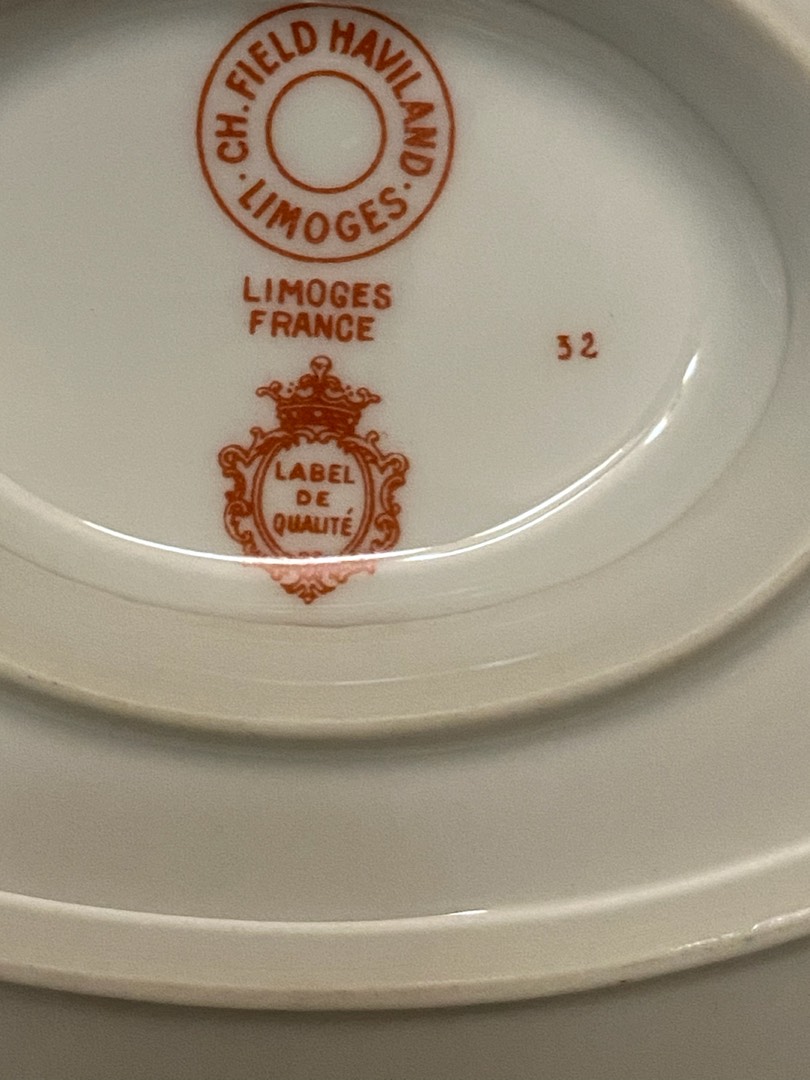 CH. FIELD HAVILAND
· LIMOGES ·
LIMOGES
FRANCE
32
LABEL
DE
QUALITÉ